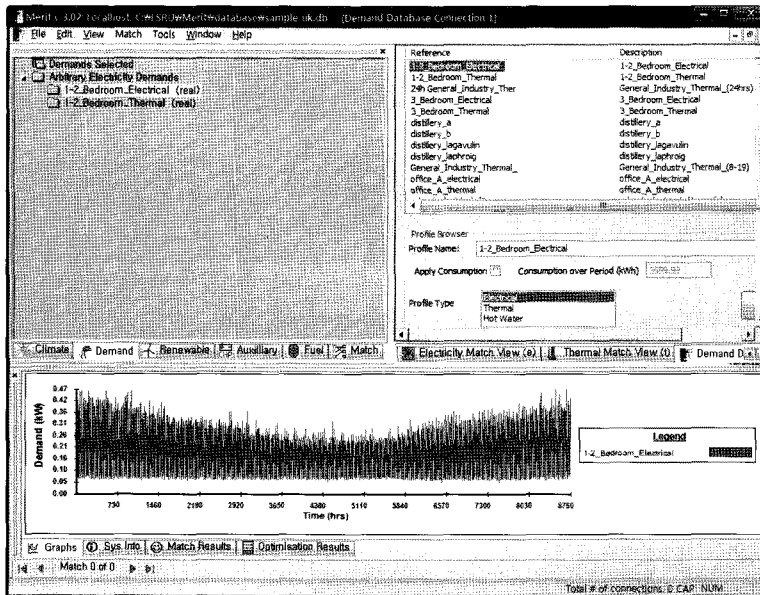 Merit v 3.02: Localhost: C:₩ESRU₩Merit₩database₩sample uk.db [Demand Database Connection 1]
File Edit View Match Tools Window Help
Demands Selected
Arbitrary Electricity Demands
1-2_Bedroom_Electrical (real)
1-2_Bedroom_Thermal (real)
Reference Description
1-2_Bedroom_Electrical 1-2_Bedroom_Electrical
1-2_Bedroom_Thermal 1-2_Bedroom_Thermal
24h General_Industry_Ther General_Industry_Thermal_(24hrs)
3_Bedroom_Electrical 3_Bedroom_Electrical
3_Bedroom_Thermal 3_Bedroom_Thermal
distillery_a distillery_a
distillery_b distillery_b
distillery_lagavulin distillery_lagavulin
distillery_laphroig distillery_laphroig
General_Industry_Thermal_ General_Industry_Thermal_(8-19)
office_A_electrical office_A_electrical
office_A_thermal office_A_thermal
Profile Browser
Profile Name: 1-2_Bedroom_Electrical
Apply Consumption Consumption over Period (kWh)
Profile Type Electrical
Thermal
Hot Water
Climate Demand Renewable Auxilliary Fuel Match
Electricity Match View (e) Thermal Match View (t) Demand D
Demand (kW)
0.47
0.42
0.36
0.31
0.26
0.21
0.16
0.10
0.05
0.00
730 1460 2190 2920 4380 5110 5840 6570 7300 8030 8760
Time (hrs)
Legend
1-2_Bedroom_Electrical
Graphs Sys Info Match Results Optimisation Results
Match 0 of 0
Total # of connections: 0 CAP NUM